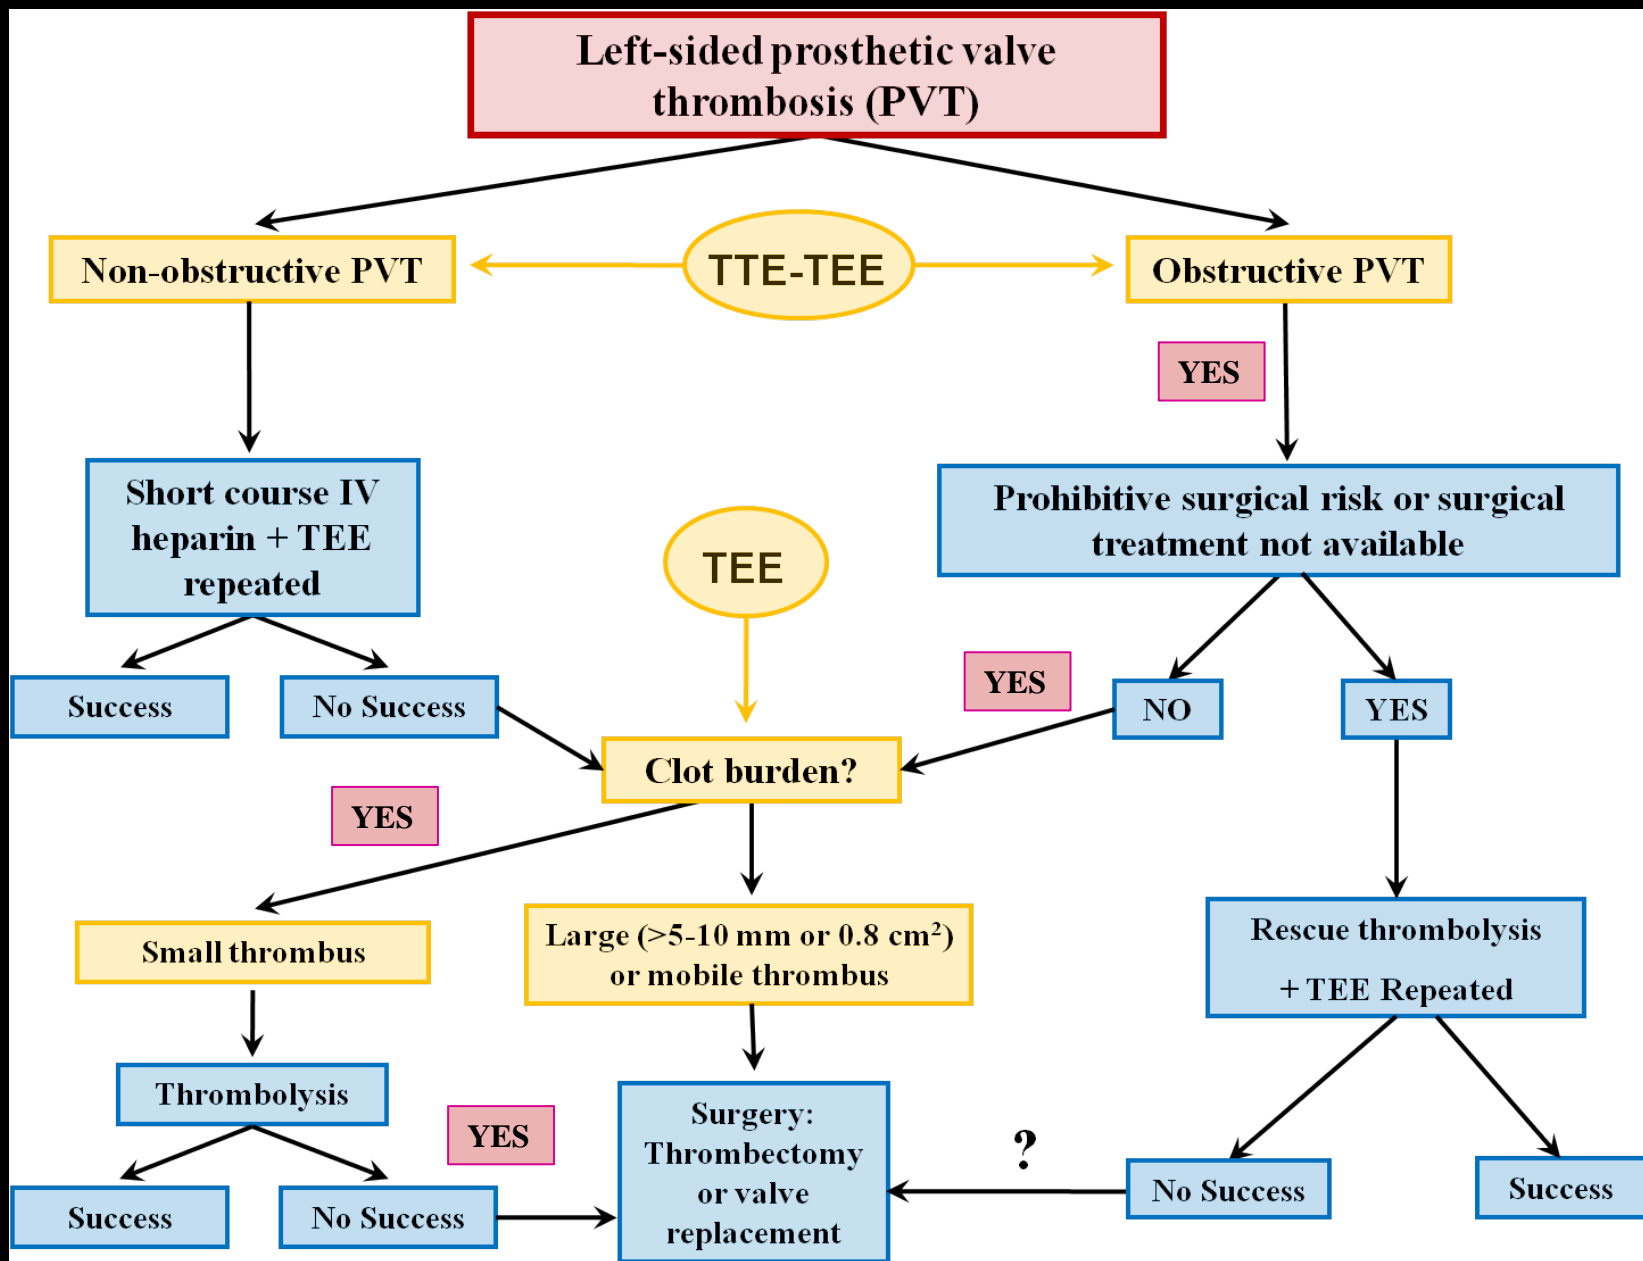 Left-sided prosthetic valve
thrombosis (PVT)
Non-obstructive PVT
TTE-TEE
Obstructive PVT
YES
Short course IV
heparin + TEE
repeated
Prohibitive surgical risk or surgical
treatment not available
TEE
Success
No Success
YES
NO
YES
Clot burden?
YES
Small thrombus
Large (>5-10 mm or 0.8 cm²)
or mobile thrombus
Rescue thrombolysis
+ TEE Repeated
Thrombolysis
YES
Surgery:
Thrombectomy
or valve
replacement
?
Success
No Success
No Success
Success